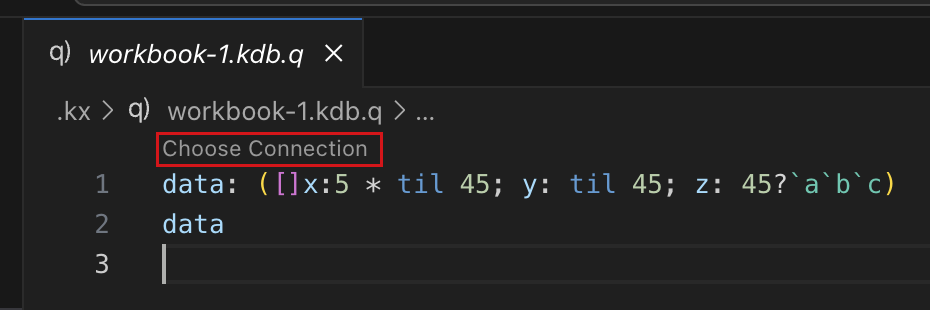 q) workbook-1.kdb.q ×
.kx > q) workbook-1.kdb.q > ...
Choose Connection
1 data: ([]x:5 * til 45; y: til 45; z: 45?`a`b`c)
2 data
3